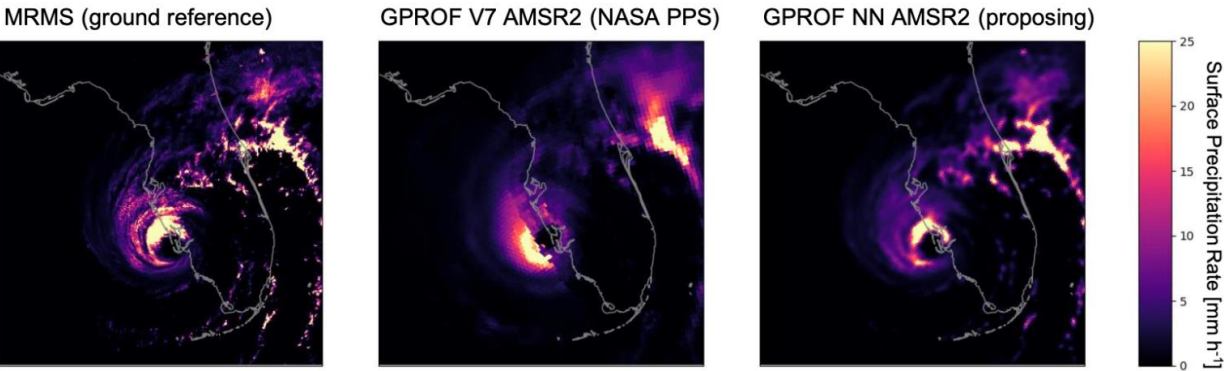 MRMS (ground reference)
GPROF V7 AMSR2 (NASA PPS)
GPROF NN AMSR2 (proposing)
25
20
15
10
5
0
Surface Precipitation Rate [mm h⁻¹]